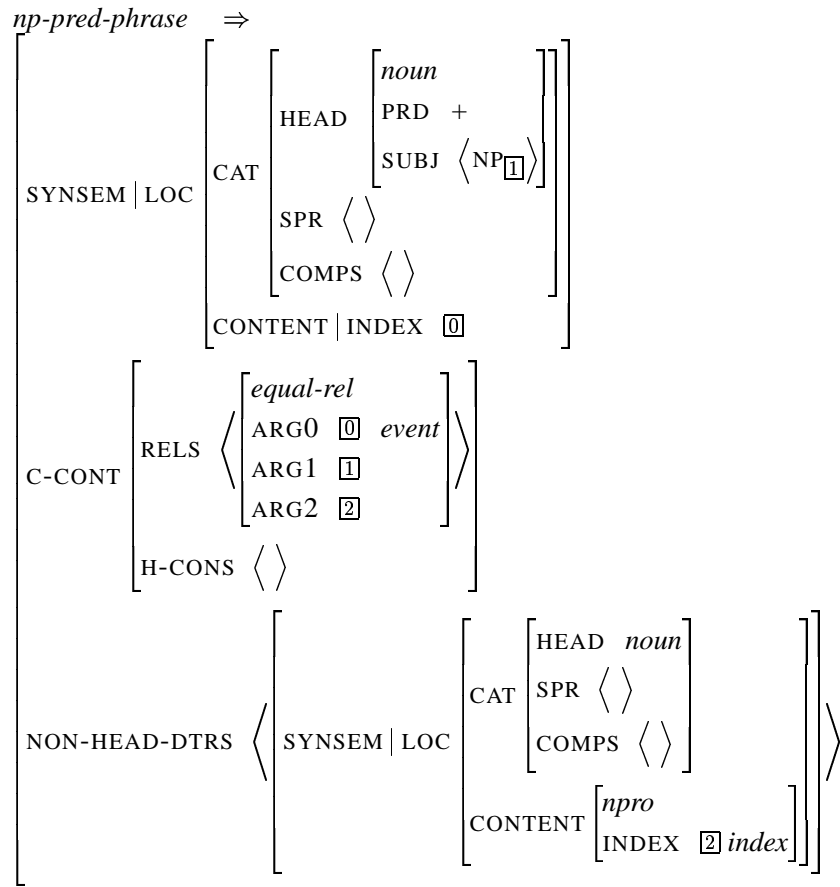 np-pred-phrase ⇒
noun
HEAD PRD +
SUBJ ⟨NP[1]⟩
CAT
SYNSEM | LOC
SPR ⟨⟩
COMPS ⟨⟩
CONTENT | INDEX [0]
equal-rel
ARG0 [0] event
RELS
ARG1 [1]
C-CONT
ARG2 [2]
H-CONS ⟨⟩
HEAD noun
CAT SPR ⟨⟩
NON-HEAD-DTRS SYNSEM | LOC COMPS ⟨⟩
npro
CONTENT
INDEX [2] index